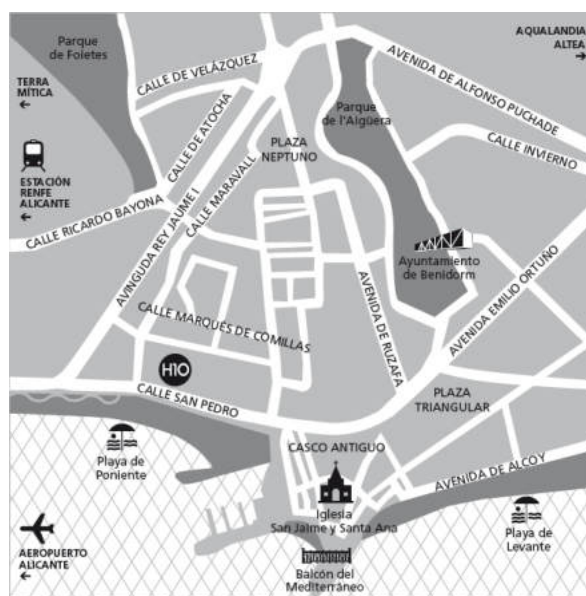 Parque
de Foietes
AQUALANDIA
ALTEA
CALLE DE VELÁZQUEZ
AVENIDA DE ALFONSO PUCHADE
TERRA
MÍTICA
Parque
de l'Aigüera
CALLE DE ATOCHA
PLAZA
NEPTUNO
CALLE INVIERNO
ESTACIÓN
RENFE
ALICANTE
CALLE MARAVALL
CALLE RICARDO BAYONA
AVINGUDA REY JAUME I
Ayuntamiento
de Benidorm
AVENIDA EMILIO ORTUÑO
CALLE MARQUÉS DE COMILLAS
AVENIDA DE RUZAFA
H10
CALLE SAN PEDRO
PLAZA
TRIANGULAR
CASCO ANTIGUO
Playa de
Poniente
AVENIDA DE ALCOY
Iglesia
San Jaime y Santa Ana
Playa de
Levante
AEROPUERTO
ALICANTE
Balcón del
Mediterráneo